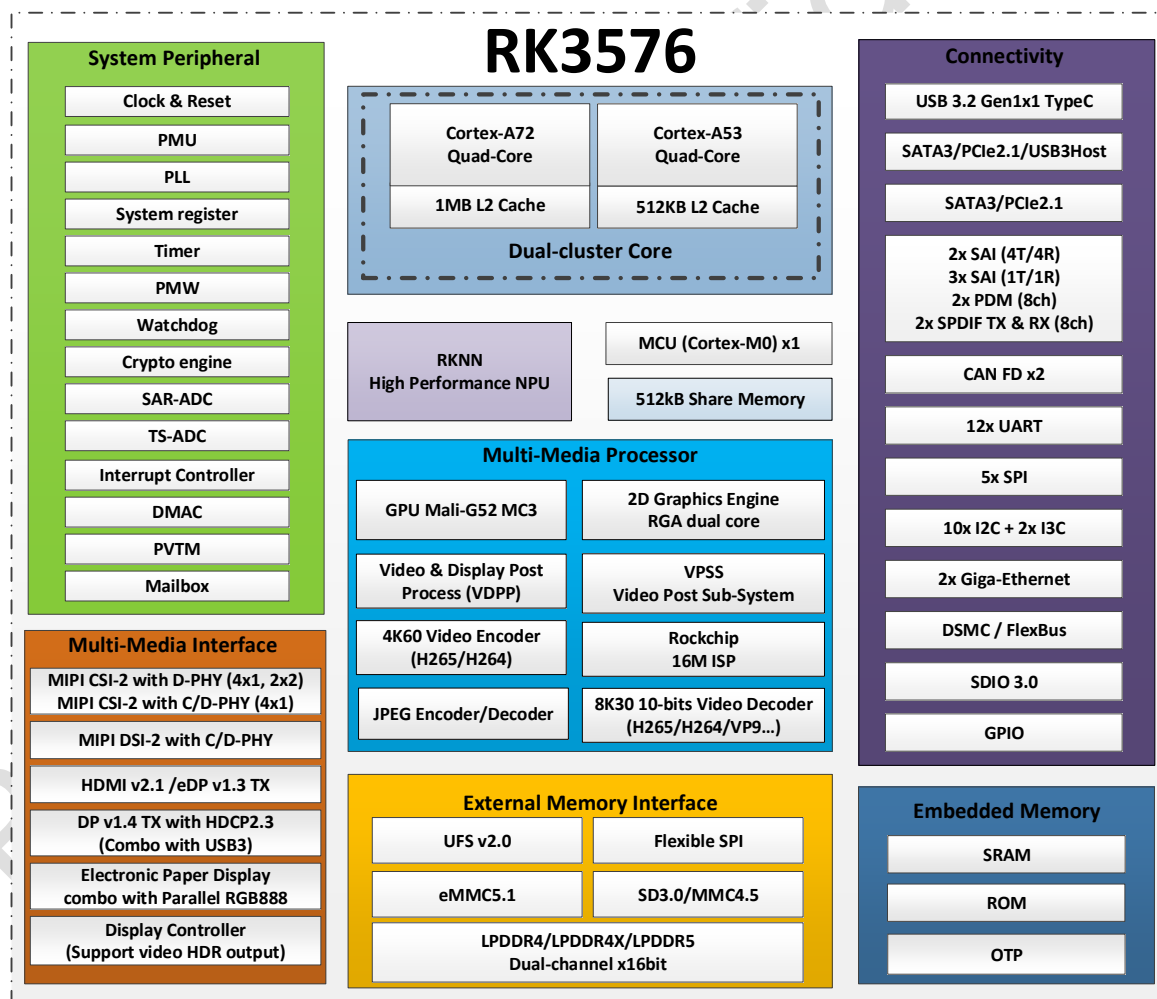 RK3576
System Peripheral
Clock & Reset
PMU
PLL
System register
Timer
PMW
Watchdog
Crypto engine
SAR-ADC
TS-ADC
Interrupt Controller
DMAC
PVTM
Mailbox
Multi-Media Interface
MIPI CSI-2 with D-PHY (4x1, 2x2)
MIPI CSI-2 with C/D-PHY (4x1)
MIPI DSI-2 with C/D-PHY
HDMI v2.1 /eDP v1.3 TX
DP v1.4 TX with HDCP2.3
(Combo with USB3)
Electronic Paper Display
combo with Parallel RGB888
Display Controller
(Support video HDR output)
Cortex-A72
Quad-Core
1MB L2 Cache
Cortex-A53
Quad-Core
512KB L2 Cache
Dual-cluster Core
RKNN
High Performance NPU
MCU (Cortex-M0) x1
512kB Share Memory
Multi-Media Processor
GPU Mali-G52 MC3
2D Graphics Engine
RGA dual core
Video & Display Post
Process (VDPP)
VPSS
Video Post Sub-System
4K60 Video Encoder
(H265/H264)
Rockchip
16M ISP
JPEG Encoder/Decoder
8K30 10-bits Video Decoder
(H265/H264/VP9...)
External Memory Interface
UFS v2.0
Flexible SPI
eMMC5.1
SD3.0/MMC4.5
LPDDR4/LPDDR4X/LPDDR5
Dual-channel x16bit
Connectivity
USB 3.2 Gen1x1 TypeC
SATA3/PCIe2.1/USB3Host
SATA3/PCIe2.1
2x SAI (4T/4R)
3x SAI (1T/1R)
2x PDM (8ch)
2x SPDIF TX & RX (8ch)
CAN FD x2
12x UART
5x SPI
10x I2C + 2x I3C
2x Giga-Ethernet
DSMC / FlexBus
SDIO 3.0
GPIO
Embedded Memory
SRAM
ROM
OTP